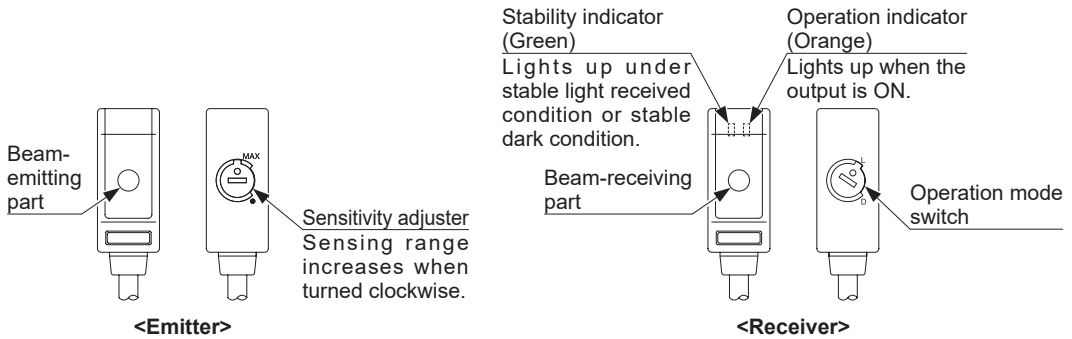 Stability indicator
(Green)
Lights up under
stable light received
condition or stable
dark condition.
Operation indicator
(Orange)
Lights up when the
output is ON.
Beam-
emitting
part
MAX
Sensitivity adjuster
Sensing range
increases when
turned clockwise.
<Emitter>
Beam-receiving
part
L
D
Operation mode
switch
<Receiver>